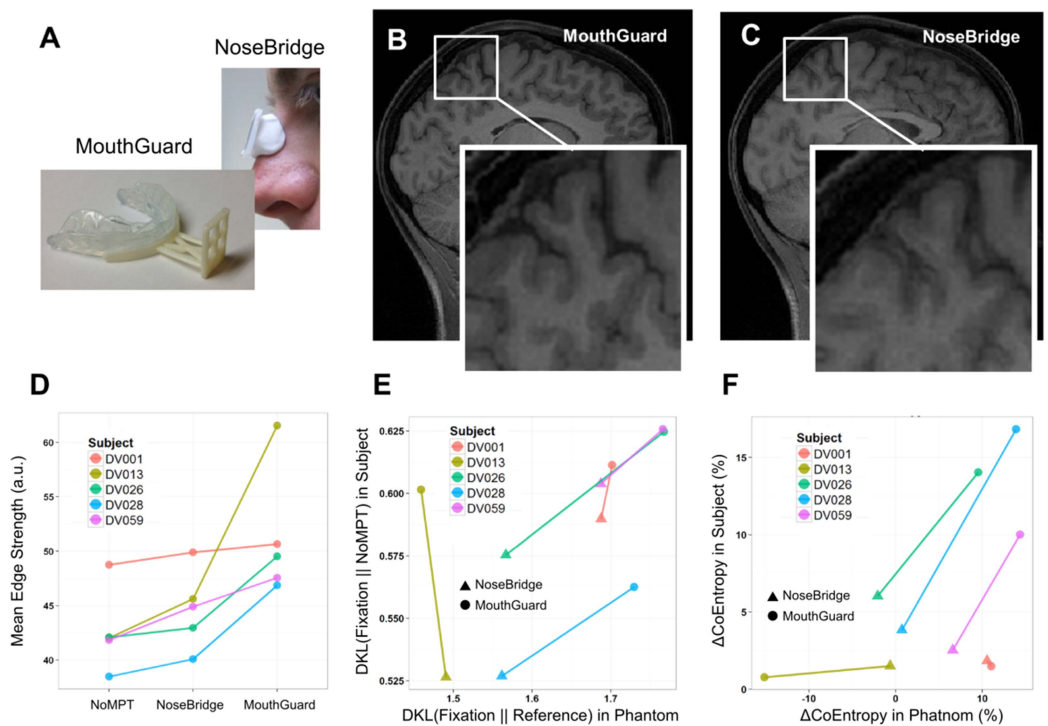 A
NoseBridge
MouthGuard
B
MouthGuard
C
NoseBridge
D
Mean Edge Strength (a.u.)
60
55
50
45
40
Subject
DV001
DV013
DV026
DV028
DV059
NoMPT
NoseBridge
MouthGuard
E
DKL(Fixation || NoMPT) in Subject
0.625
0.600
0.575
0.550
0.525
Subject
DV001
DV013
DV026
DV028
DV059
NoseBridge
MouthGuard
1.5
1.6
1.7
DKL(Fixation || Reference) in Phantom
F
ΔCoEntropy in Subject (%)
15
10
5
0
Subject
DV001
DV013
DV026
DV028
DV059
NoseBridge
MouthGuard
-10
0
10
ΔCoEntropy in Phatnom (%)